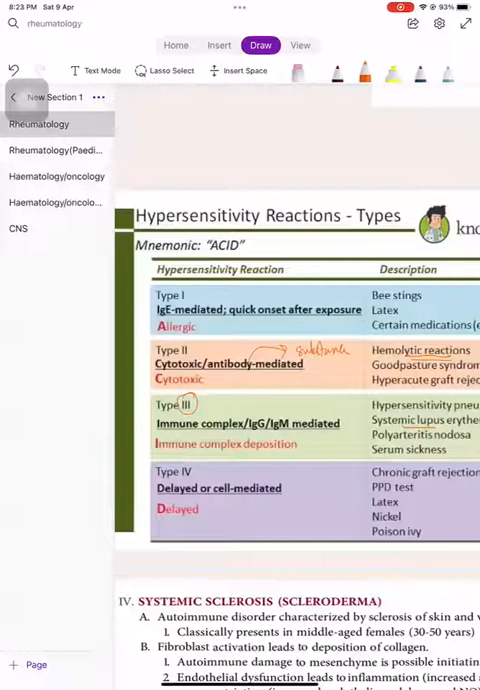 8:23 PM Sat 9 Apr
93%
rheumatology
Home Insert Draw View
Text Mode Lasso Select Insert Space
New Section 1
Rheumatology
Rheumatology(Paedi...
Haematology/oncology
Haematology/oncolo...
CNS
Page
Hypersensitivity Reactions - Types
Mnemonic: "ACID"
Hypersensitivity Reaction Description
Type I
IgE-mediated; quick onset after exposure
Allergic
Bee stings
Latex
Certain medications (e
Type II
substance
Cytotoxic/antibody-mediated
Cytotoxic
Hemolytic reactions
Goodpasture syndrom
Hyperacute graft rejec
Type III
Immune complex/IgG/IgM mediated
Immune complex deposition
Hypersensitivity pneu
Systemic lupus erythe
Polyarteritis nodosa
Serum sickness
Type IV
Delayed or cell-mediated
Delayed
Chronic graft rejection
PPD test
Latex
Nickel
Poison ivy
IV. SYSTEMIC SCLEROSIS (SCLERODERMA)
A. Autoimmune disorder characterized by sclerosis of skin and v
1. Classically presents in middle-aged females (30-50 years)
B. Fibroblast activation leads to deposition of collagen.
1. Autoimmune damage to mesenchyme is possible initiatin
2 Endothelial dysfunction leads to inflammation (increased a